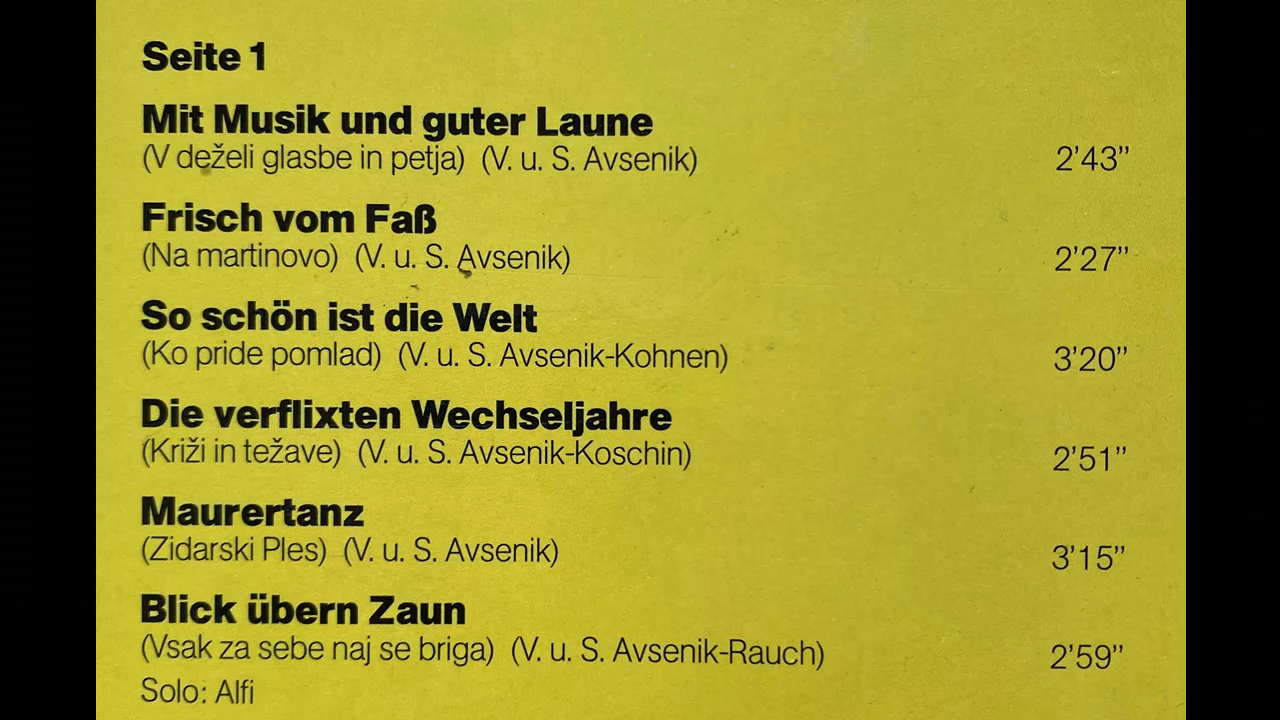 Seite 1
Mit Musik und guter Laune
(V deželi glasbe in petja) (V. u. S. Avsenik) 2’43”
Frisch vom Faß
(Na martinovo) (V. u. S. Avsenik) 2’27”
So schön ist die Welt
(Ko pride pomlad) (V. u. S. Avsenik-Kohnen) 3’20”
Die verflixten Wechseljahre
(Križi in težave) (V. u. S. Avsenik-Koschin) 2’51”
Maurertanz
(Zidarski Ples) (V. u. S. Avsenik) 3’15”
Blick übern Zaun
(Vsak za sebe naj se briga) (V. u. S. Avsenik-Rauch) 2’59”
Solo: Alfi